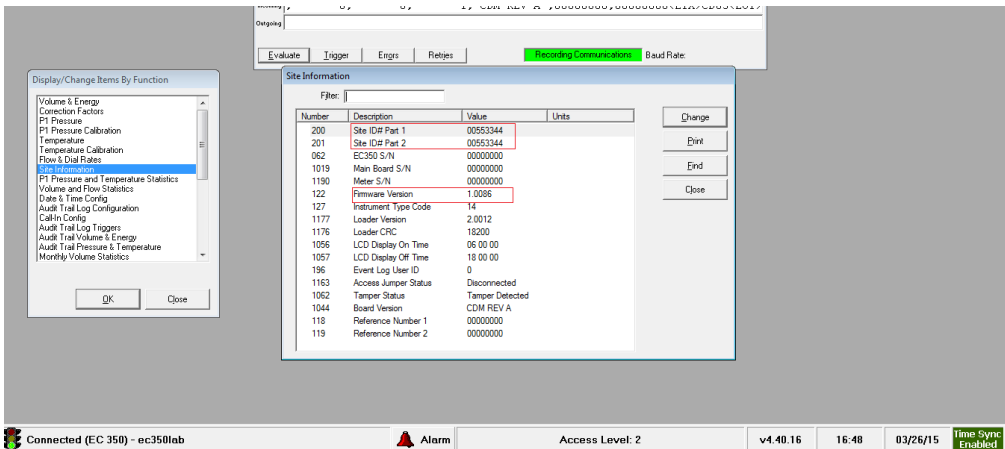 Outgoing
Evaluate Trigger Errors Retries Recording Communications Baud Rate:
Display/Change Items By Function
Volume & Energy
Correction Factors
P1 Pressure
P1 Pressure Calibration
Temperature
Temperature Calibration
Flow & Dial Rates
Site Information
P1 Pressure and Temperature Statistics
Volume and Flow Statistics
Date & Time Config
Audit Trail Log Configuration
Call-In Config
Audit Trail Log Triggers
Audit Trail Volume & Energy
Audit Trail Pressure & Temperature
Monthly Volume Statistics
OK Close
Site Information
Filter:
Number Description Value Units
200 Site ID# Part 1 00553344
201 Site ID# Part 2 00553344
062 EC350 S/N 00000000
1019 Main Board S/N 00000000
1190 Meter S/N 00000000
122 Firmware Version 1.0086
127 Instrument Type Code 14
1177 Loader Version 2.0012
1176 Loader CRC 18200
1056 LCD Display On Time 06 00 00
1057 LCD Display Off Time 18 00 00
196 Event Log User ID 0
1163 Access Jumper Status Disconnected
1062 Tamper Status Tamper Detected
1044 Board Version CDM REV A
118 Reference Number 1 00000000
119 Reference Number 2 00000000
Change
Print
Find
Close
Connected (EC 350) - ec350lab Alarm Access Level: 2 v4.40.16 16:48 03/26/15 Time Sync
Enabled